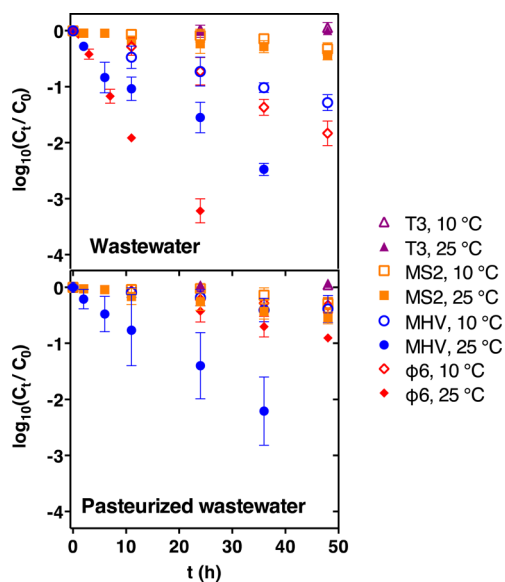 0
-1
-2
-3
-4
log10(Ct / C0)
Wastewater
0
-1
-2
-3
-4
log10(Ct / C0)
Pasteurized wastewater
0 10 20 30 40 50
t (h)
T3, 10 °C
T3, 25 °C
MS2, 10 °C
MS2, 25 °C
MHV, 10 °C
MHV, 25 °C
ϕ6, 10 °C
ϕ6, 25 °C